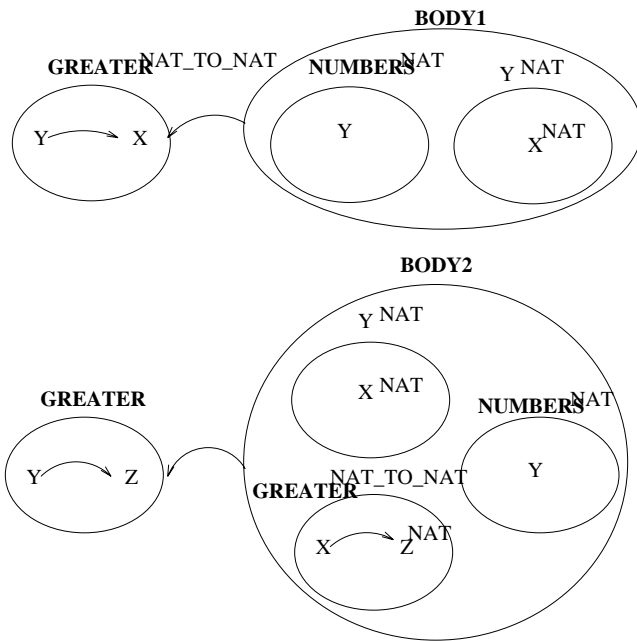 BODY1
GREATER NAT_TO_NAT
NUMBERS NAT
Y NAT
Y X
Y
X NAT
BODY2
Y NAT
X NAT
GREATER
NUMBERS NAT
Y Z
Y
GREATER NAT_TO_NAT
X Z NAT